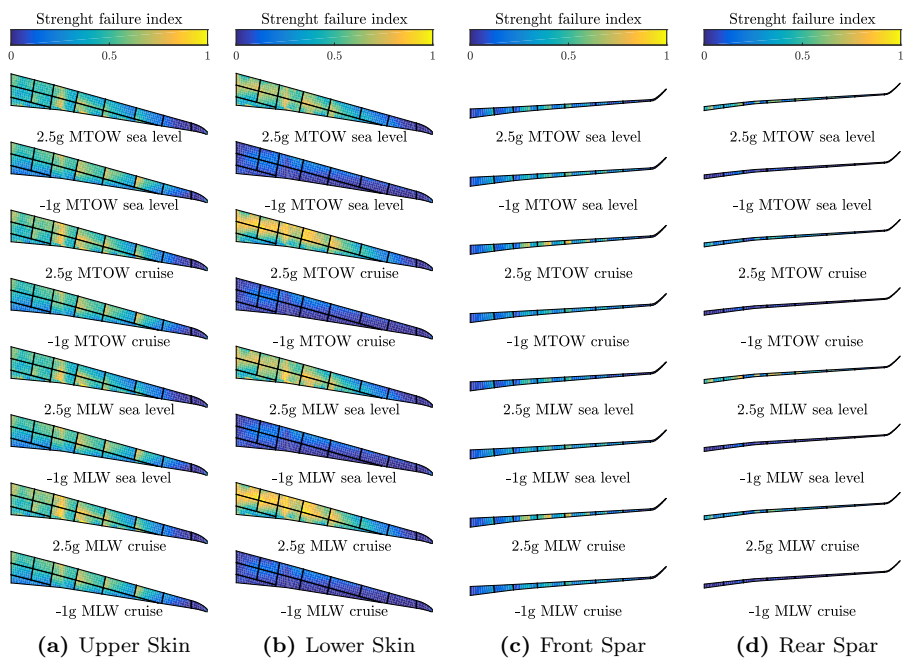 Strenght failure index
0 0.5 1
2.5g MTOW sea level
-1g MTOW sea level
2.5g MTOW cruise
-1g MTOW cruise
2.5g MLW sea level
-1g MLW sea level
2.5g MLW cruise
-1g MLW cruise
(a) Upper Skin
Strenght failure index
0 0.5 1
2.5g MTOW sea level
-1g MTOW sea level
2.5g MTOW cruise
-1g MTOW cruise
2.5g MLW sea level
-1g MLW sea level
2.5g MLW cruise
-1g MLW cruise
(b) Lower Skin
Strenght failure index
0 0.5 1
2.5g MTOW sea level
-1g MTOW sea level
2.5g MTOW cruise
-1g MTOW cruise
2.5g MLW sea level
-1g MLW sea level
2.5g MLW cruise
-1g MLW cruise
(c) Front Spar
Strenght failure index
0 0.5 1
2.5g MTOW sea level
-1g MTOW sea level
2.5g MTOW cruise
-1g MTOW cruise
2.5g MLW sea level
-1g MLW sea level
2.5g MLW cruise
-1g MLW cruise
(d) Rear Spar